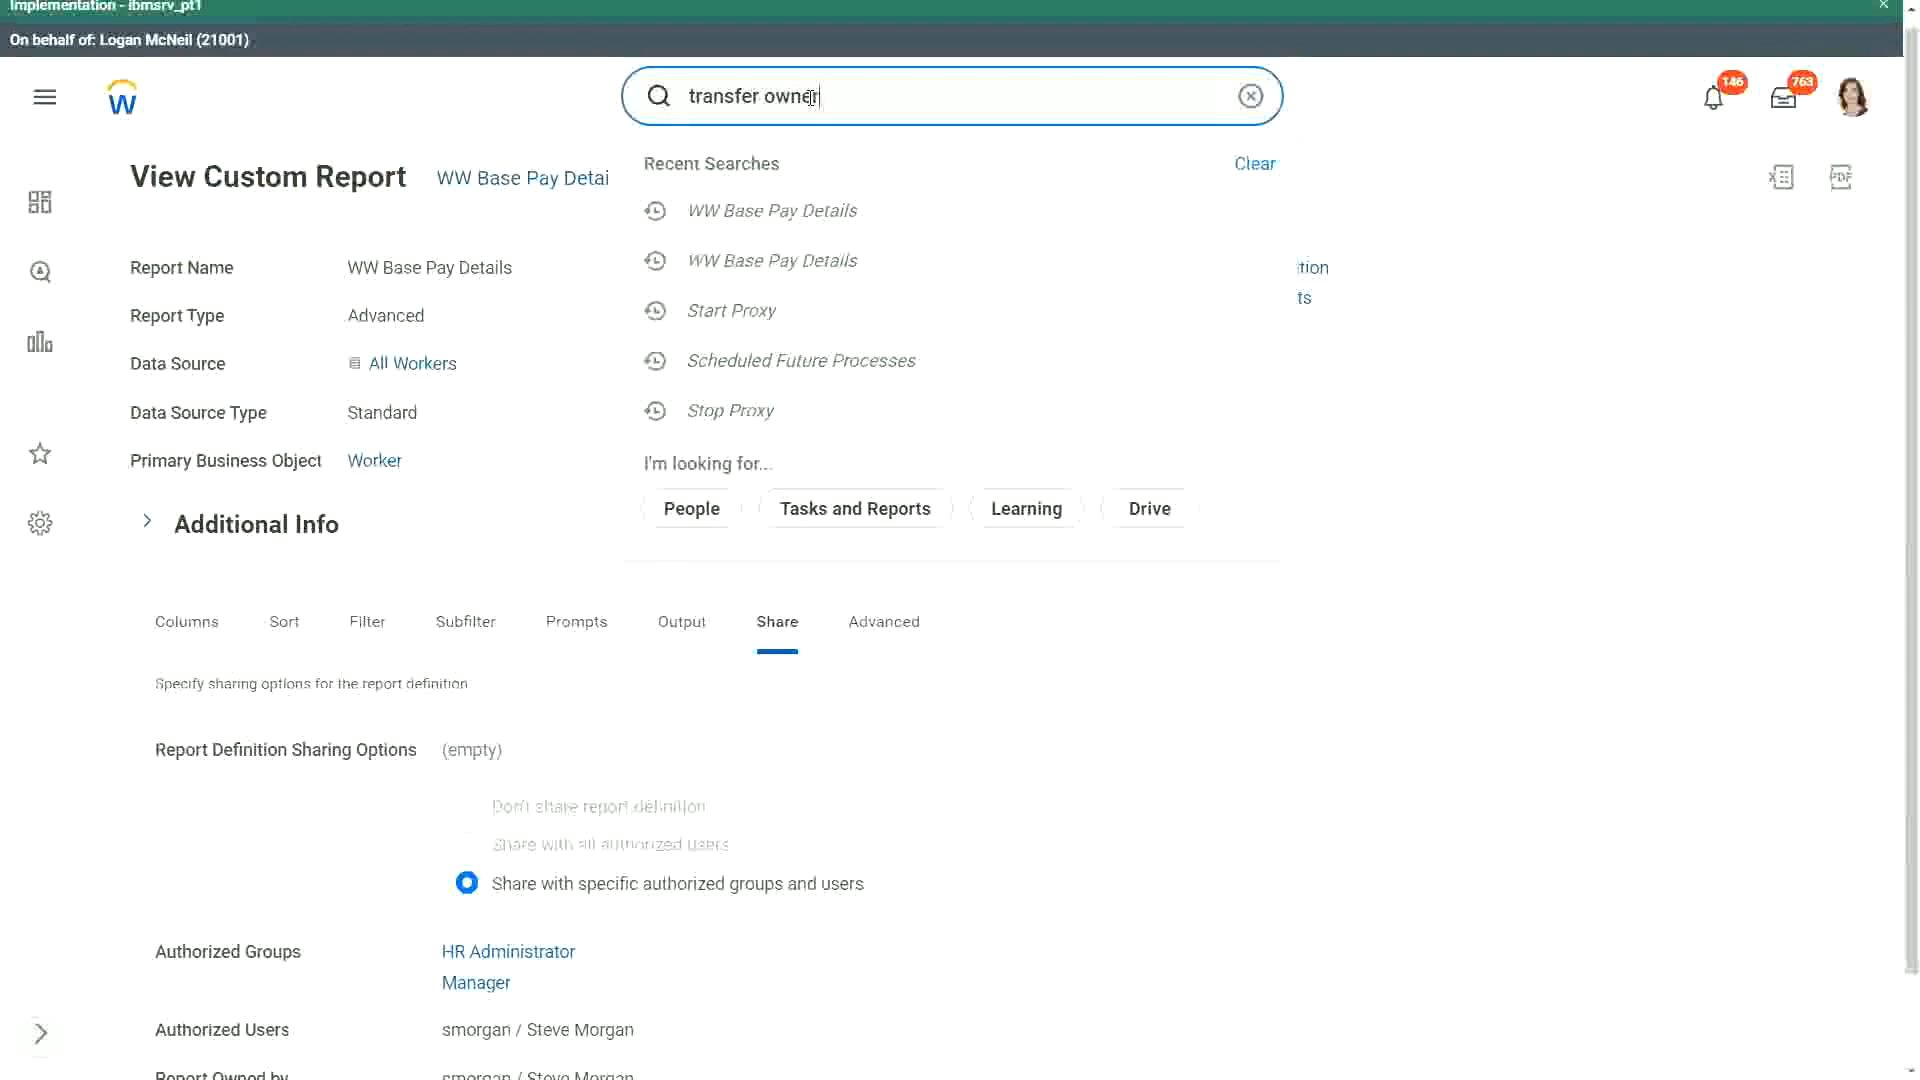 Implementation - ibmsrv_pt1
On behalf of: Logan McNeil (21001)
transfer owner
146
763
View Custom Report
WW Base Pay Detai
Recent Searches
Clear
WW Base Pay Details
WW Base Pay Details
Start Proxy
Scheduled Future Processes
Stop Proxy
I'm looking for...
People
Tasks and Reports
Learning
Drive
PDF
Report Name
WW Base Pay Details
tion
ts
Report Type
Advanced
Data Source
All Workers
Data Source Type
Standard
Primary Business Object
Worker
Additional Info
Columns
Sort
Filter
Subfilter
Prompts
Output
Share
Advanced
Specify sharing options for the report definition
Report Definition Sharing Options
(empty)
Don't share report definition
Share with all authorized users
Share with specific authorized groups and users
Authorized Groups
HR Administrator
Manager
Authorized Users
smorgan / Steve Morgan
Report Owned by
smorgan / Steve Morgan